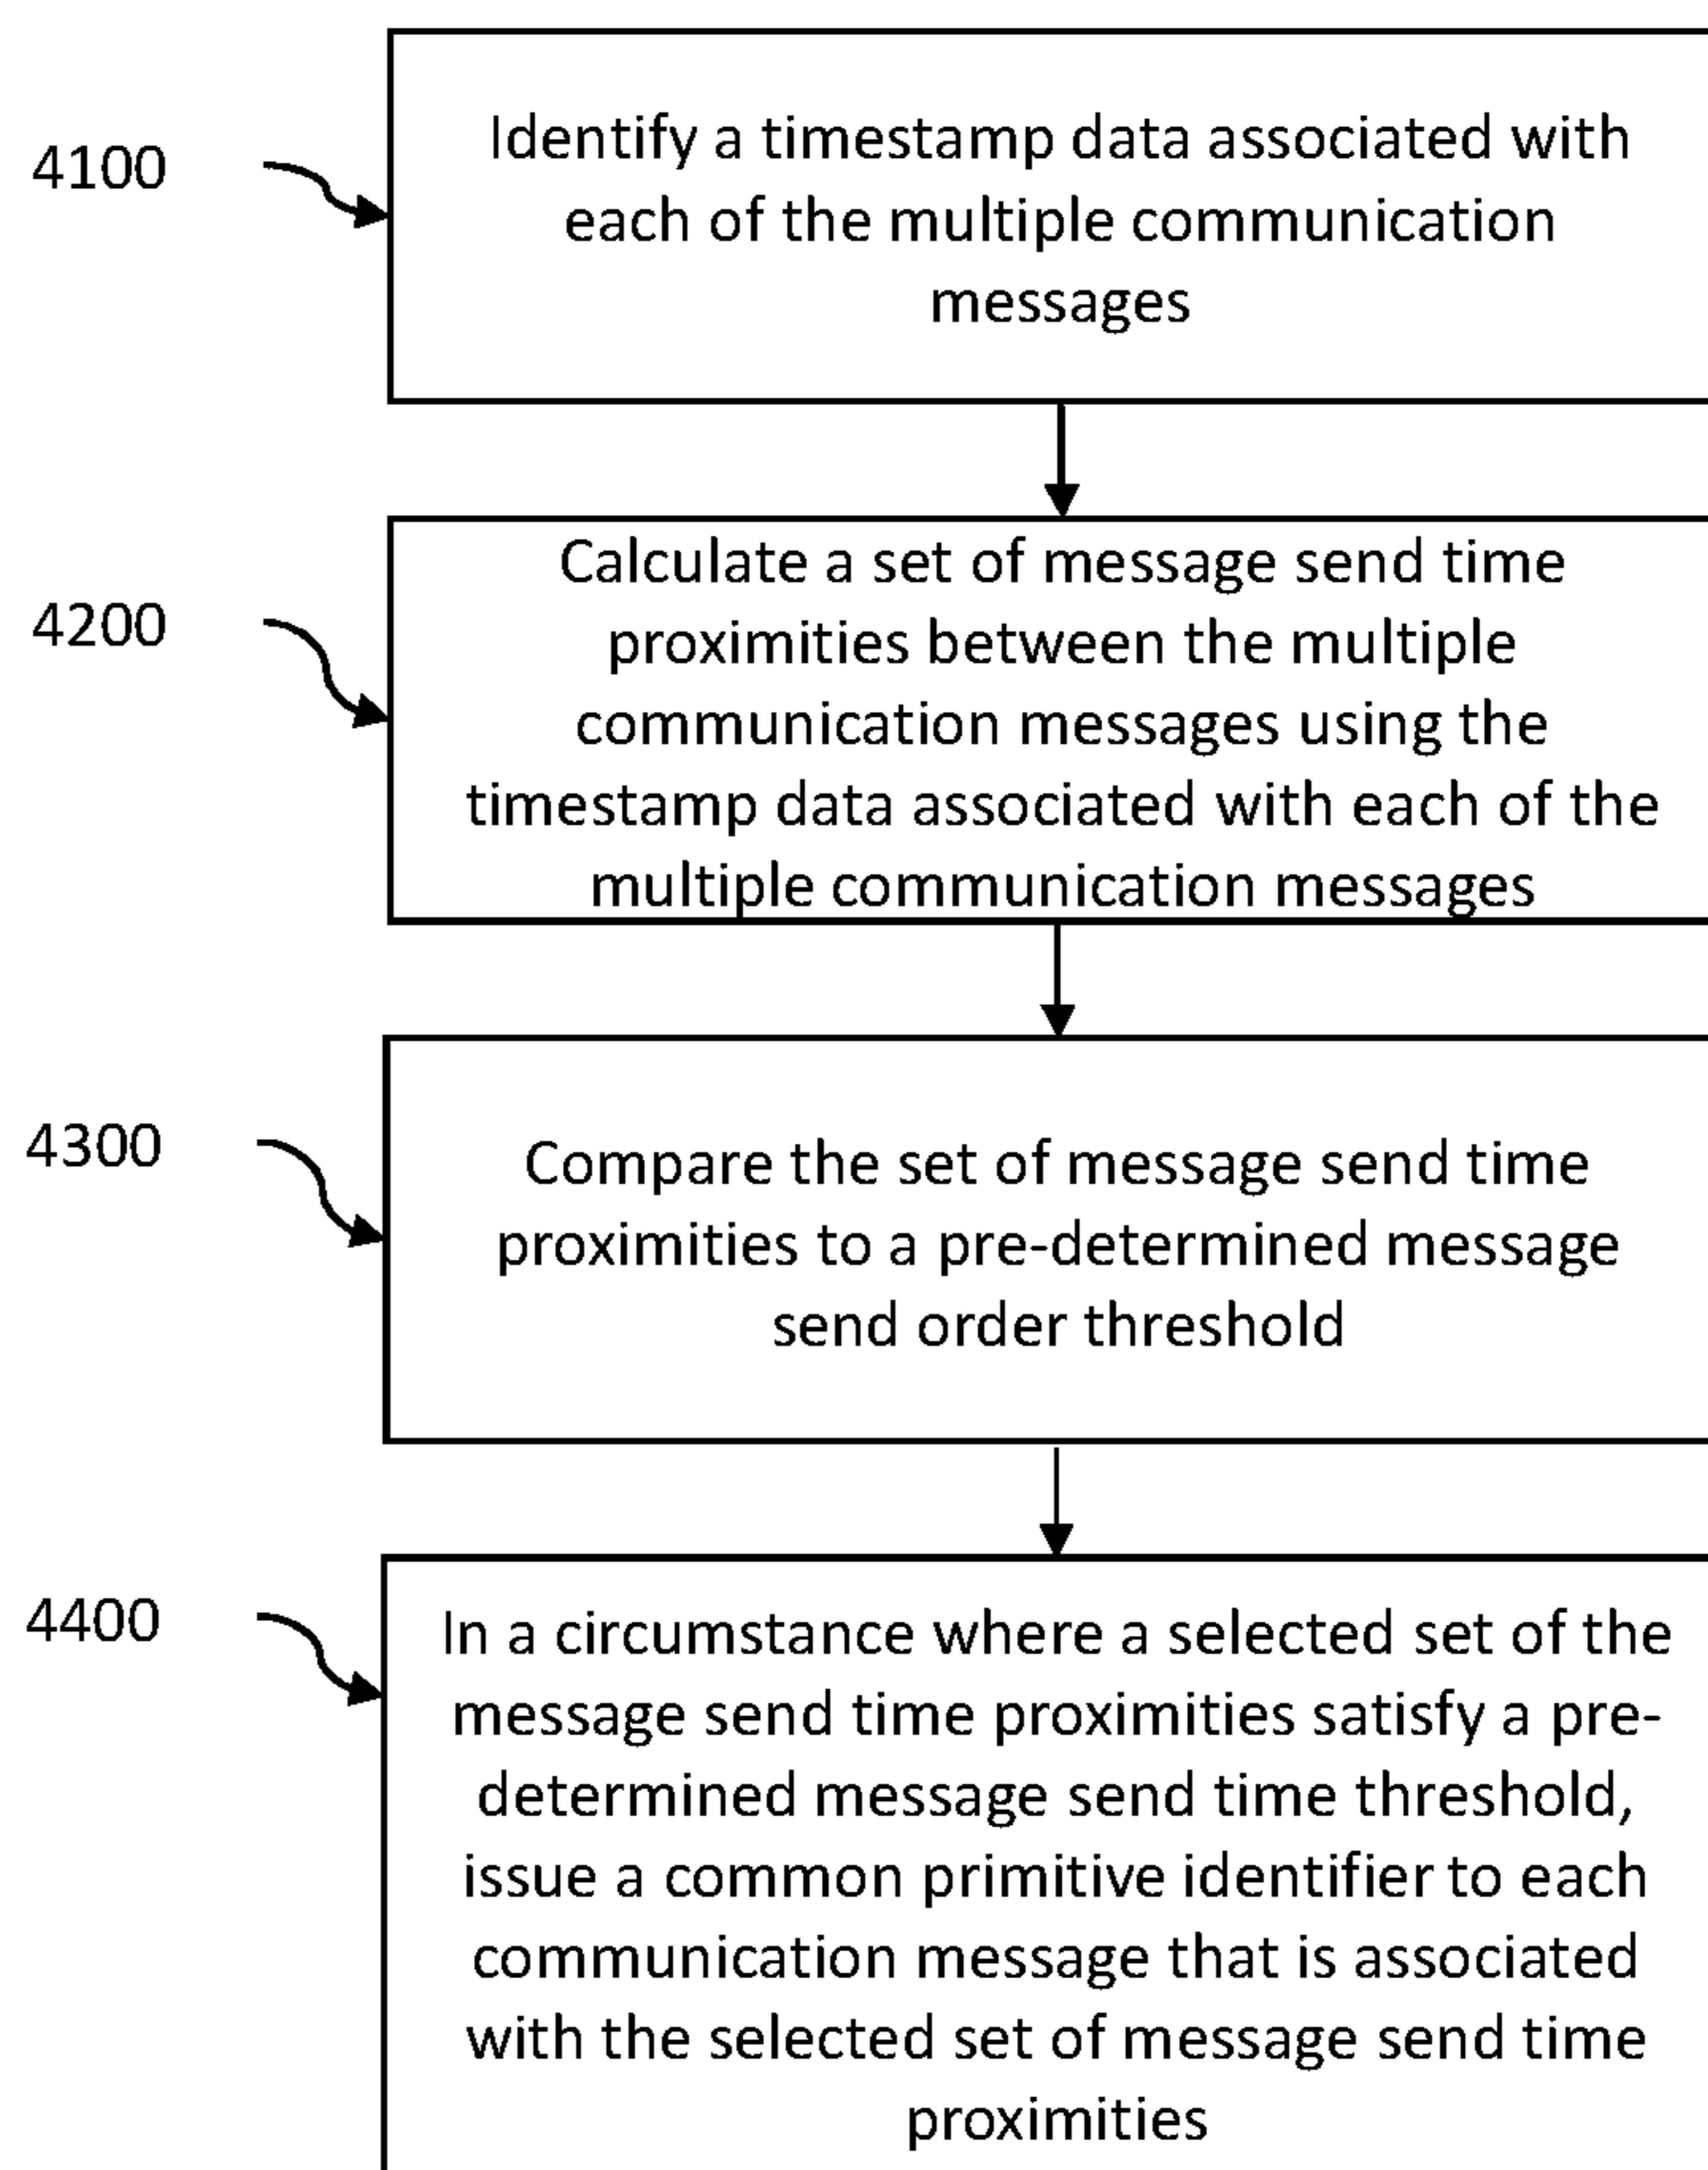 4100
Identify a timestamp data associated with
each of the multiple communication
messages
4200
Calculate a set of message send time
proximities between the multiple
communication messages using the
timestamp data associated with each of the
multiple communication messages
4300
Compare the set of message send time
proximities to a pre-determined message
send order threshold
4400
In a circumstance where a selected set of the
message send time proximities satisfy a pre-
determined message send time threshold,
issue a common primitive identifier to each
communication message that is associated
with the selected set of message send time
proximities